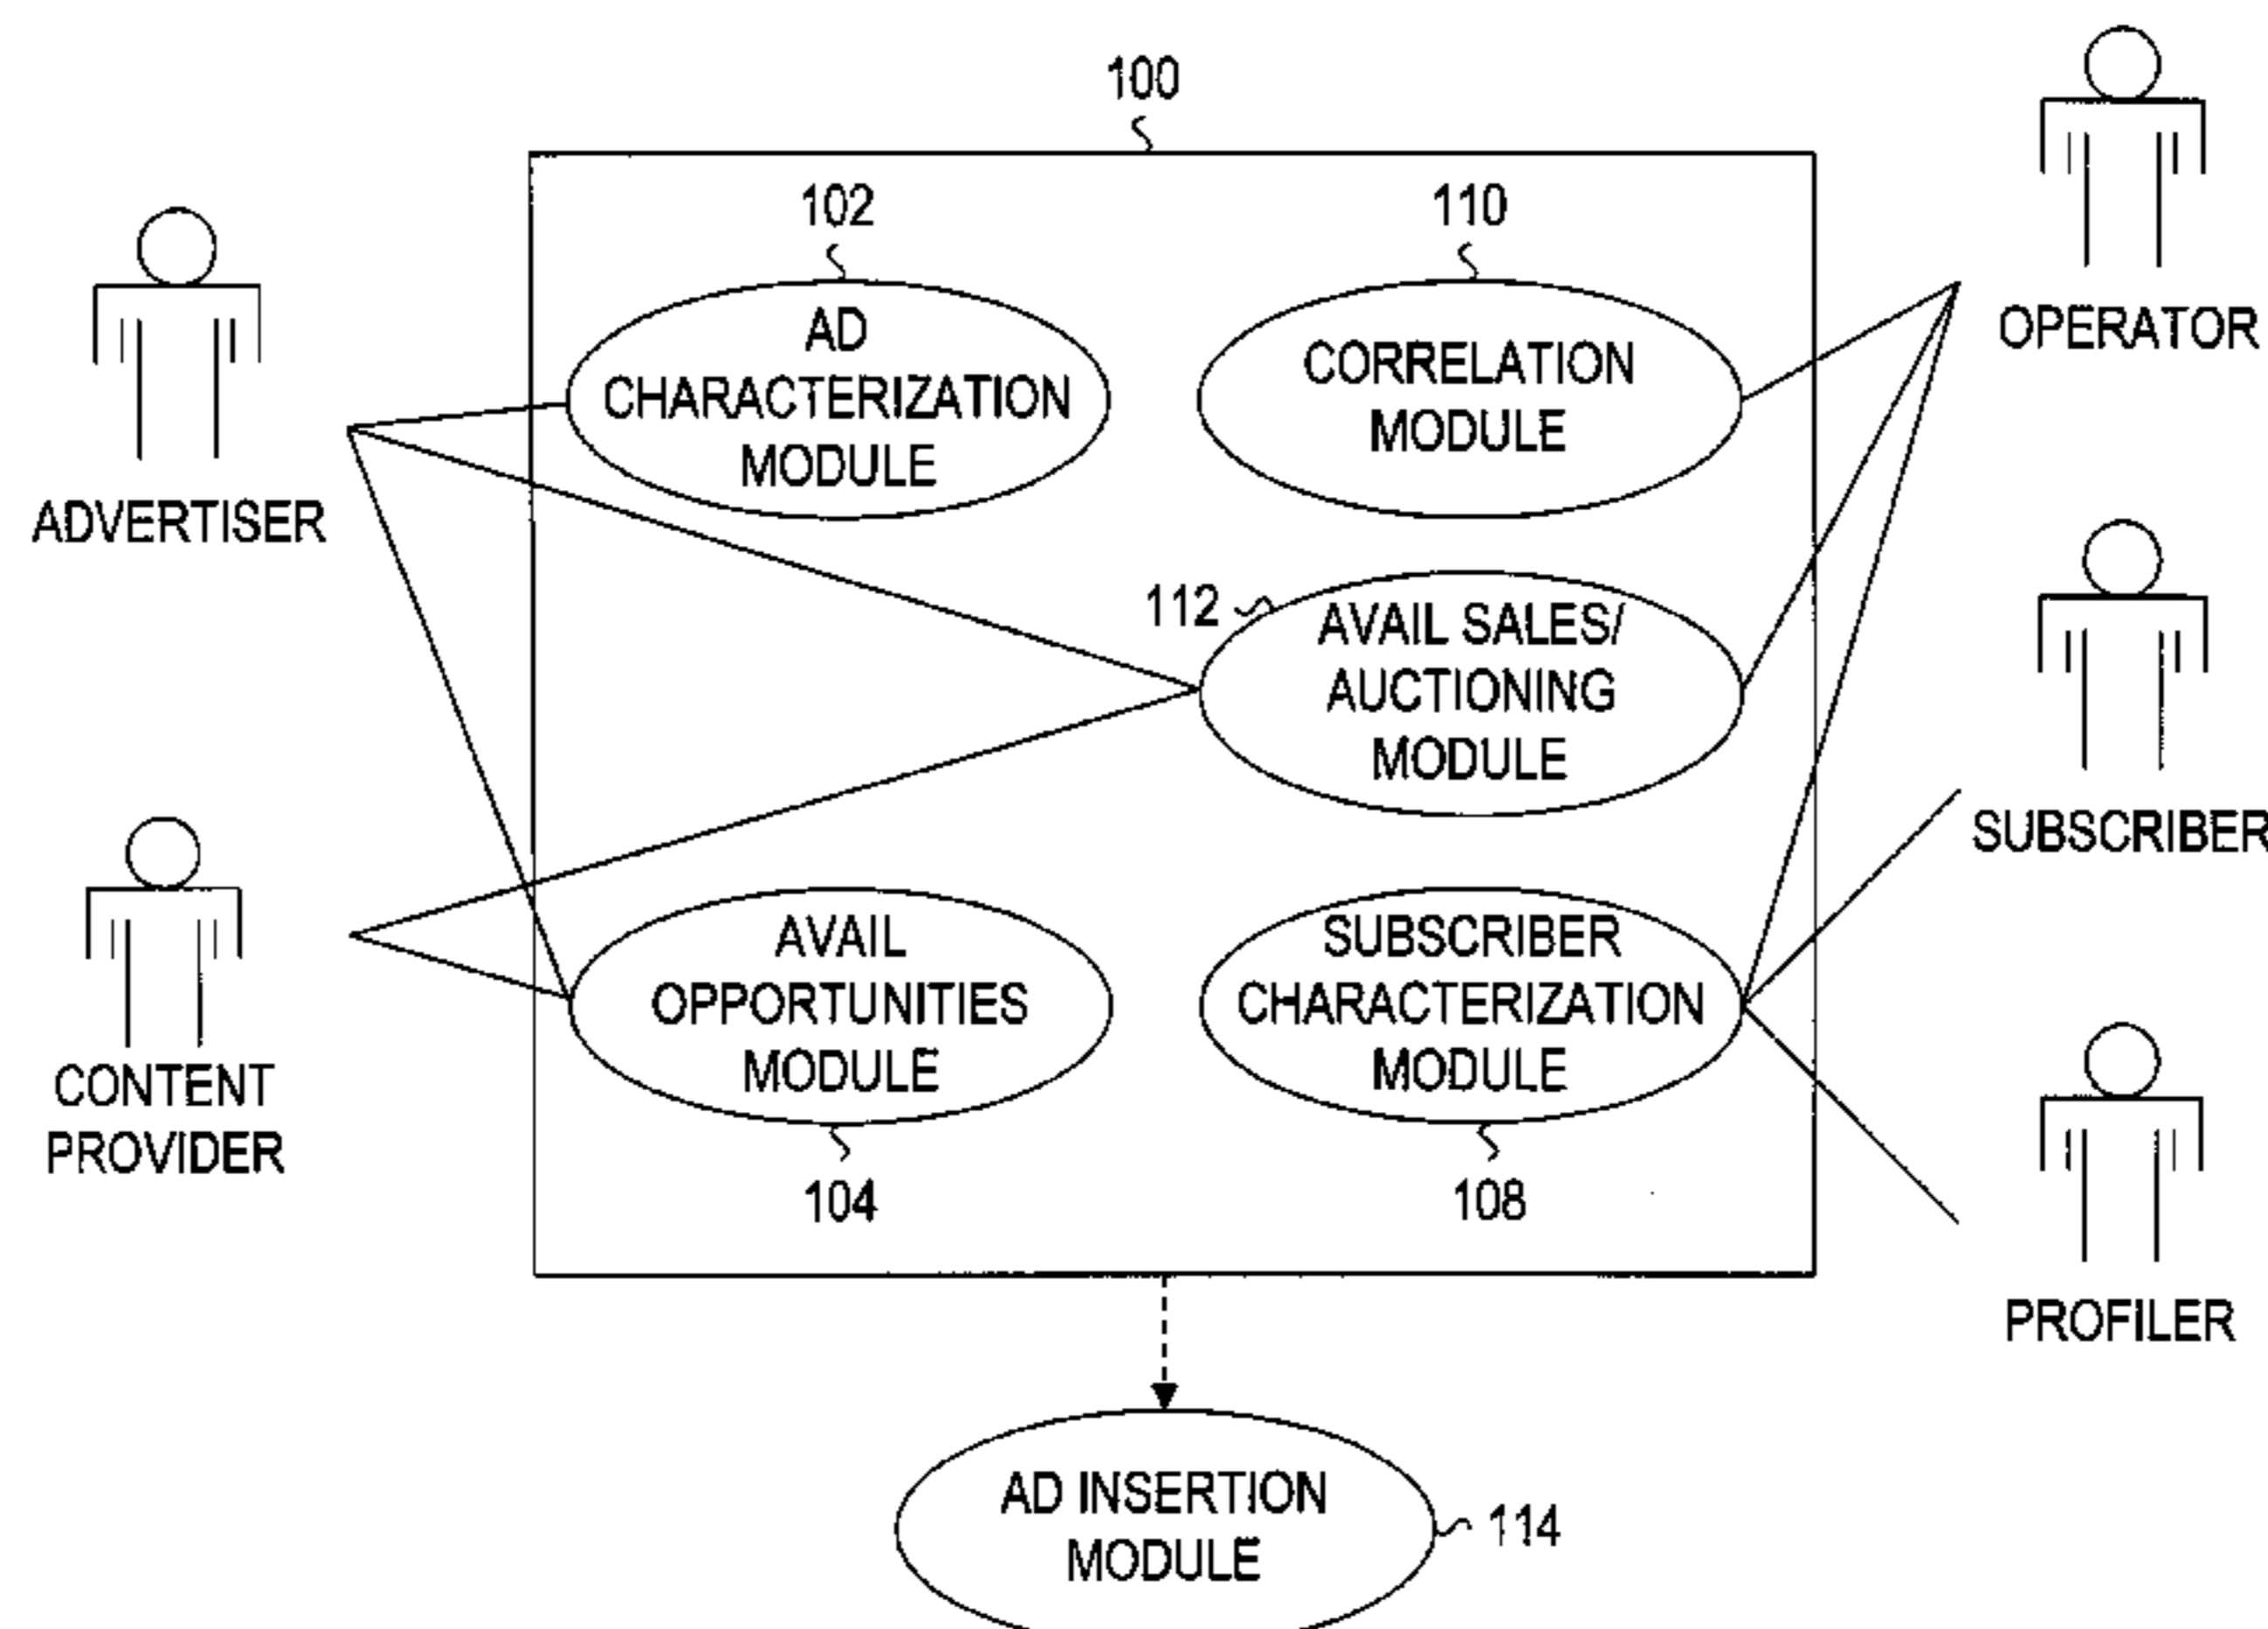 100
102
110
AD
CHARACTERIZATION
MODULE
CORRELATION
MODULE
OPERATOR
ADVERTISER
112
AVAIL SALES/
AUCTIONING
MODULE
SUBSCRIBER
CONTENT
PROVIDER
AVAIL
OPPORTUNITIES
MODULE
104
SUBSCRIBER
CHARACTERIZATION
MODULE
108
PROFILER
AD INSERTION
MODULE
114